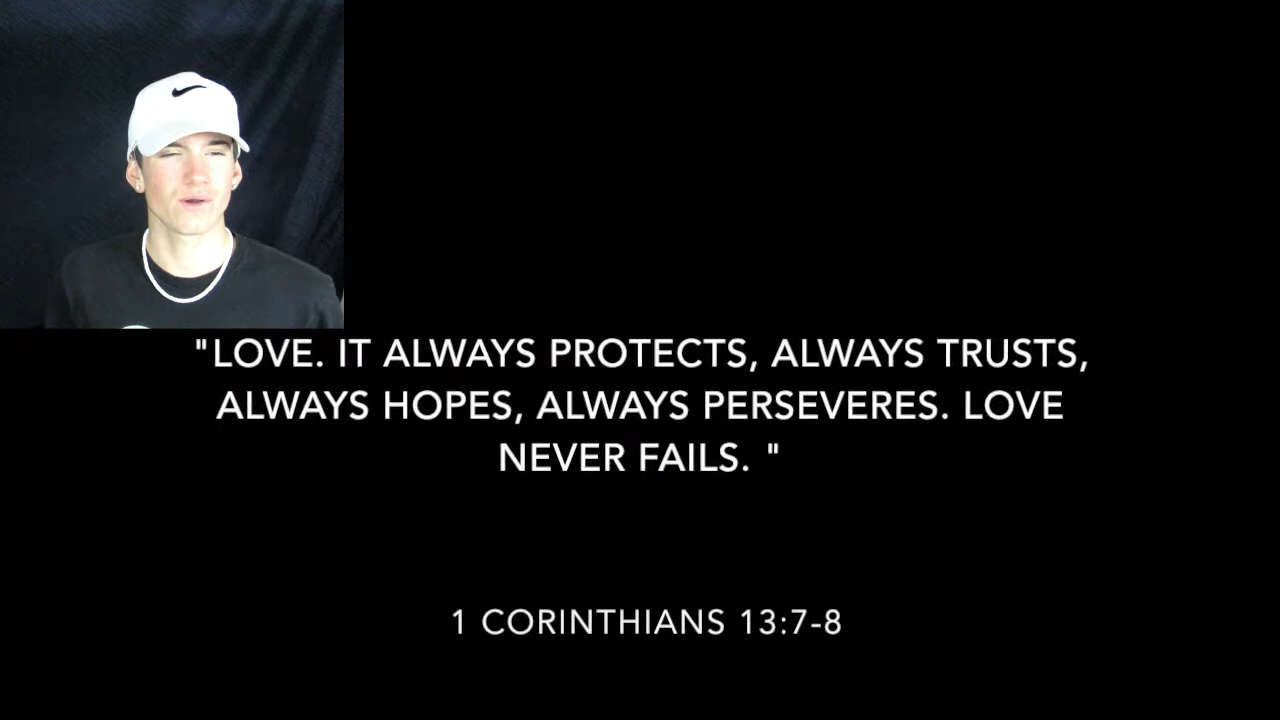 "LOVE. IT ALWAYS PROTECTS, ALWAYS TRUSTS,
ALWAYS HOPES, ALWAYS PERSEVERES. LOVE
NEVER FAILS. "
1 CORINTHIANS 13:7-8